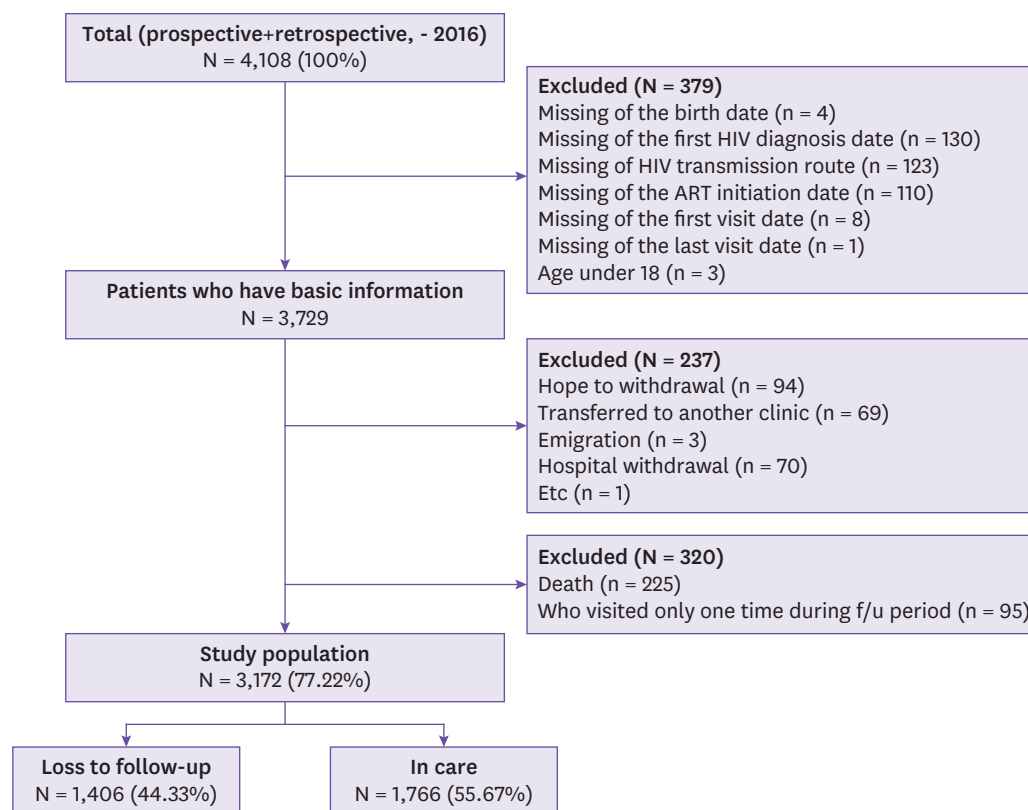 Total (prospective+retrospective, - 2016)
N = 4,108 (100%)
Excluded (N = 379)
Missing of the birth date (n = 4)
Missing of the first HIV diagnosis date (n = 130)
Missing of HIV transmission route (n = 123)
Missing of the ART initiation date (n = 110)
Missing of the first visit date (n = 8)
Missing of the last visit date (n = 1)
Age under 18 (n = 3)
Patients who have basic information
N = 3,729
Excluded (N = 237)
Hope to withdrawal (n = 94)
Transferred to another clinic (n = 69)
Emigration (n = 3)
Hospital withdrawal (n = 70)
Etc (n = 1)
Excluded (N = 320)
Death (n = 225)
Who visited only one time during f/u period (n = 95)
Study population
N = 3,172 (77.22%)
Loss to follow-up
N = 1,406 (44.33%)
In care
N = 1,766 (55.67%)